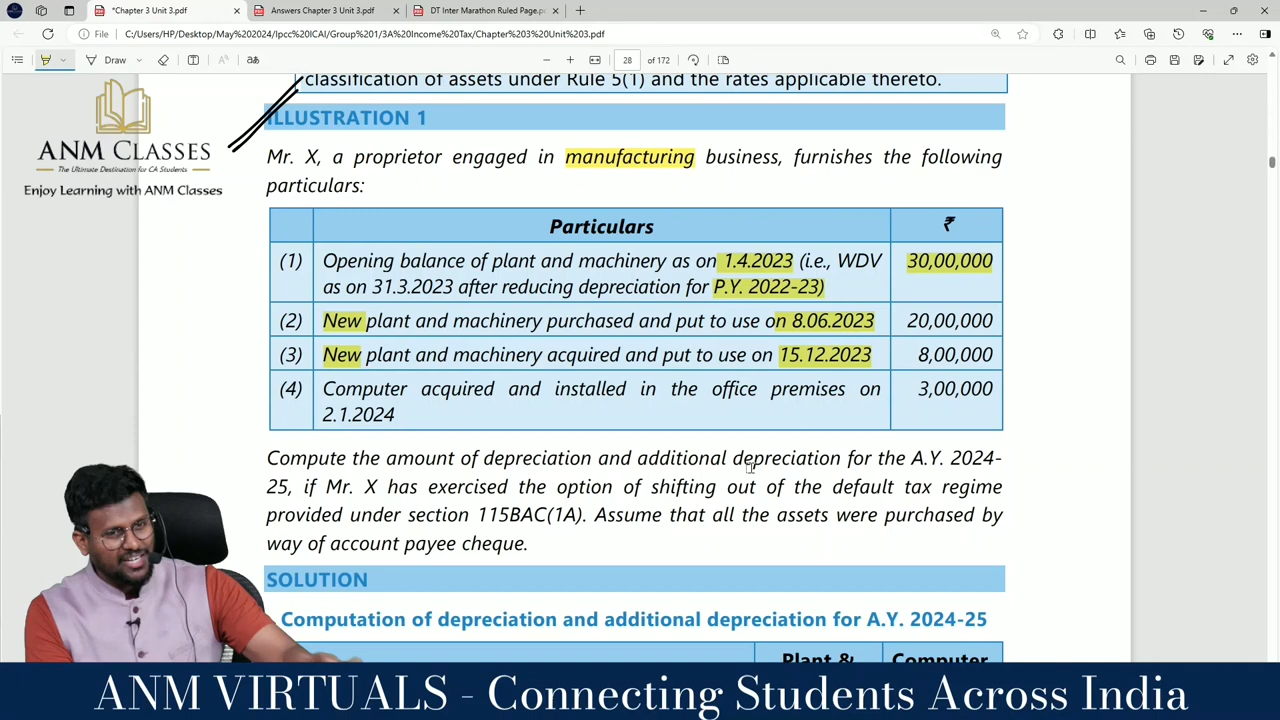 *Chapter 3 Unit 3.pdf
Answers Chapter 3 Unit 3.pdf
DT Inter Marathon Ruled Page.pc
File
C:/Users/HP/Desktop/May%202024/Ipcc%20ICAI/Group%201/3A%20Income%20Tax/Chapter%203%20Unit%203.pdf
Draw
28 of 172
classification of assets under Rule 5(1) and the rates applicable thereto.
ANM CLASSES
The Ultimate Destination for CA Students
Enjoy Learning with ANM Classes
ILLUSTRATION 1
Mr. X, a proprietor engaged in manufacturing business, furnishes the following
particulars:
Particulars ₹
(1) Opening balance of plant and machinery as on 1.4.2023 (i.e., WDV 30,00,000
as on 31.3.2023 after reducing depreciation for P.Y. 2022-23)
(2) New plant and machinery purchased and put to use on 8.06.2023 20,00,000
(3) New plant and machinery acquired and put to use on 15.12.2023 8,00,000
(4) Computer acquired and installed in the office premises on 3,00,000
2.1.2024
Compute the amount of depreciation and additional depreciation for the A.Y. 2024-
25, if Mr. X has exercised the option of shifting out of the default tax regime
provided under section 115BAC(1A). Assume that all the assets were purchased by
way of account payee cheque.
SOLUTION
Computation of depreciation and additional depreciation for A.Y. 2024-25
Plant & Computer
ANM VIRTUALS - Connecting Students Across India